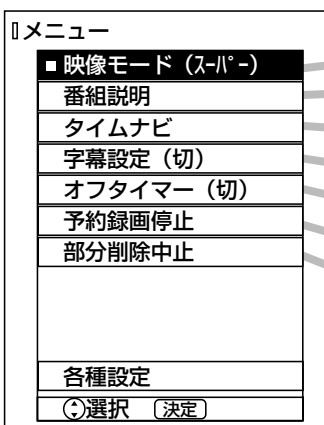 メニュー
映像モード（ｽｰﾊﾟｰ）
番組説明
タイムナビ
字幕設定（切）
オフタイマー（切）
予約録画停止
部分削除中止
各種設定
選択 決定